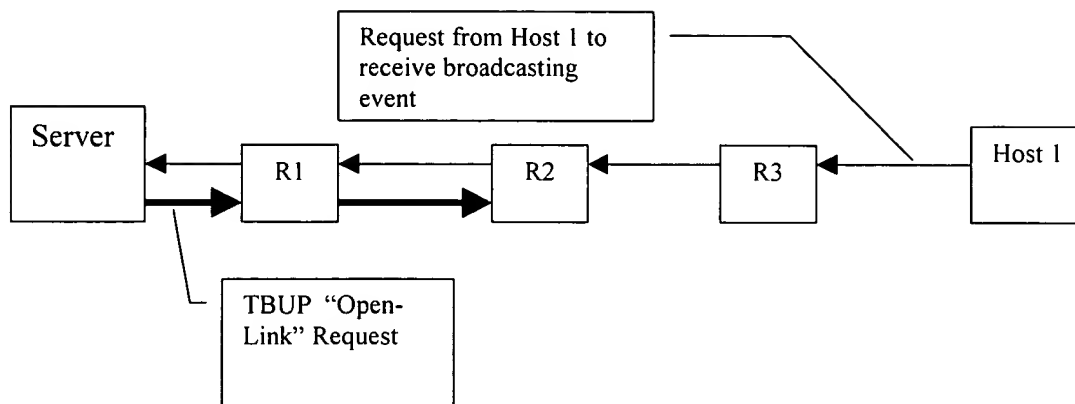 Request from Host 1 to
receive broadcasting
event
Server
R1
R2
R3
Host 1
TBUP “Open-
Link” Request